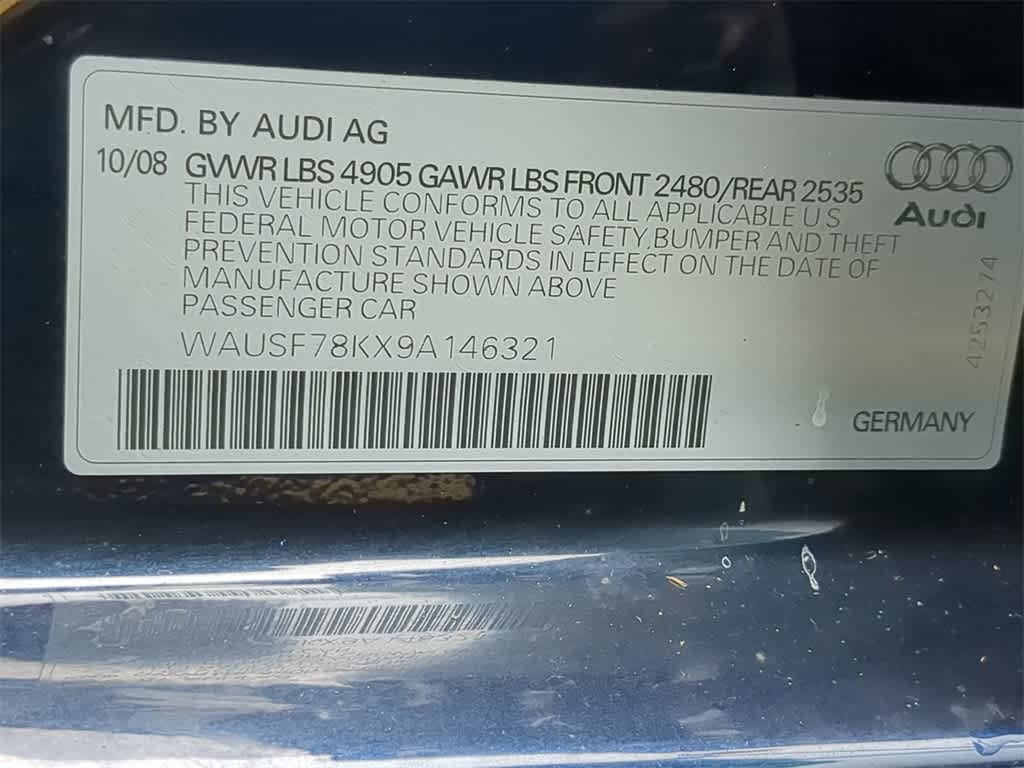 MFD. BY AUDI AG
10/08 GVWR LBS 4905 GAWR LBS FRONT 2480/REAR 2535
THIS VEHICLE CONFORMS TO ALL APPLICABLE U S
FEDERAL MOTOR VEHICLE SAFETY,BUMPER AND THEFT
PREVENTION STANDARDS IN EFFECT ON THE DATE OF
MANUFACTURE SHOWN ABOVE
PASSENGER CAR
WAUSF78KX9A146321
Audi
4253274
GERMANY